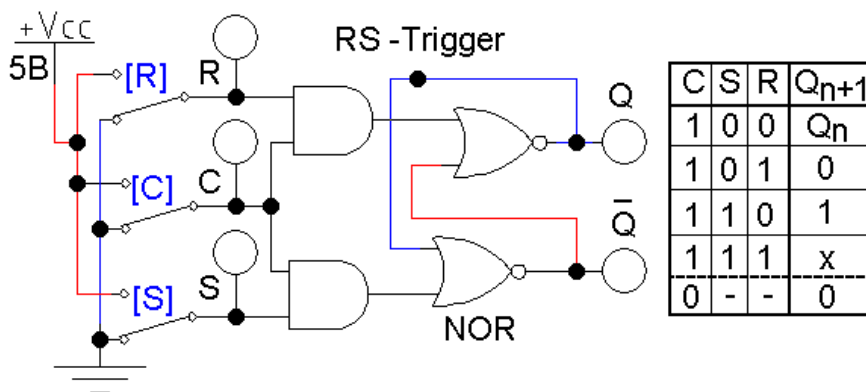 +Vcc
5B
[R]
R
RS -Trigger
Q
[C]
C
Q̄
[S]
S
NOR
C S R Qn+1
1 0 0 Qn
1 0 1 0
1 1 0 1
1 1 1 x
0 - - 0